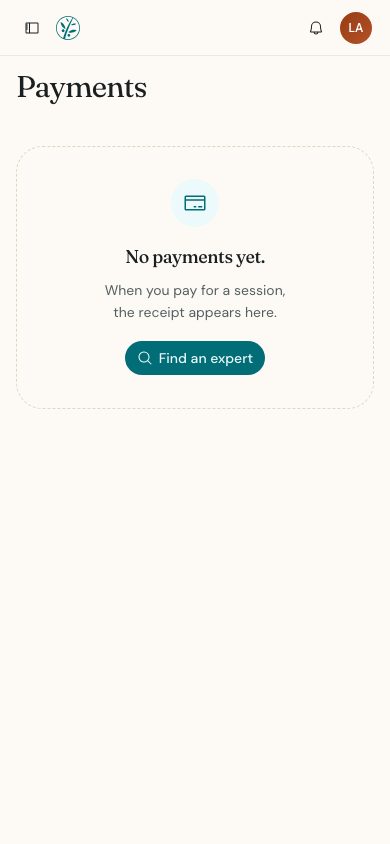 LA
Payments
No payments yet.
When you pay for a session,
the receipt appears here.
Find an expert